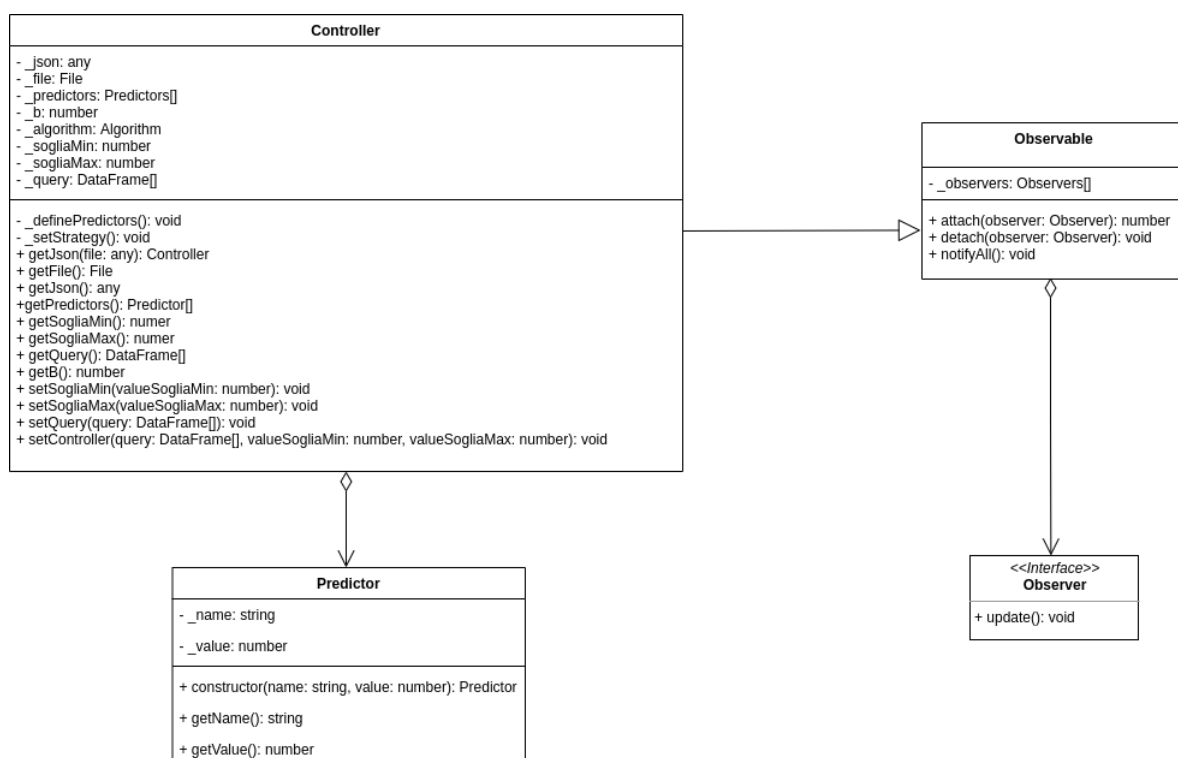 Controller
- _json: any
- _file: File
- _predictors: Predictors[]
- _b: number
- _algorithm: Algorithm
- _sogliaMin: number
- _sogliaMax: number
- _query: DataFrame[]
- _definePredictors(): void
- _setStrategy(): void
+ getJson(file: any): Controller
+ getFile(): File
+ getJson(): any
+getPredictors(): Predictor[]
+ getSogliaMin(): numer
+ getSogliaMax(): numer
+ getQuery(): DataFrame[]
+ getB(): number
+ setSogliaMin(valueSogliaMin: number): void
+ setSogliaMax(valueSogliaMax: number): void
+ setQuery(query: DataFrame[]): void
+ setController(query: DataFrame[], valueSogliaMin: number, valueSogliaMax: number): void
Observable
- _observers: Observers[]
+ attach(observer: Observer): number
+ detach(observer: Observer): void
+ notifyAll(): void
Predictor
- _name: string
- _value: number
+ constructor(name: string, value: number): Predictor
+ getName(): string
+ getValue(): number
<<Interface>>
Observer
+ update(): void